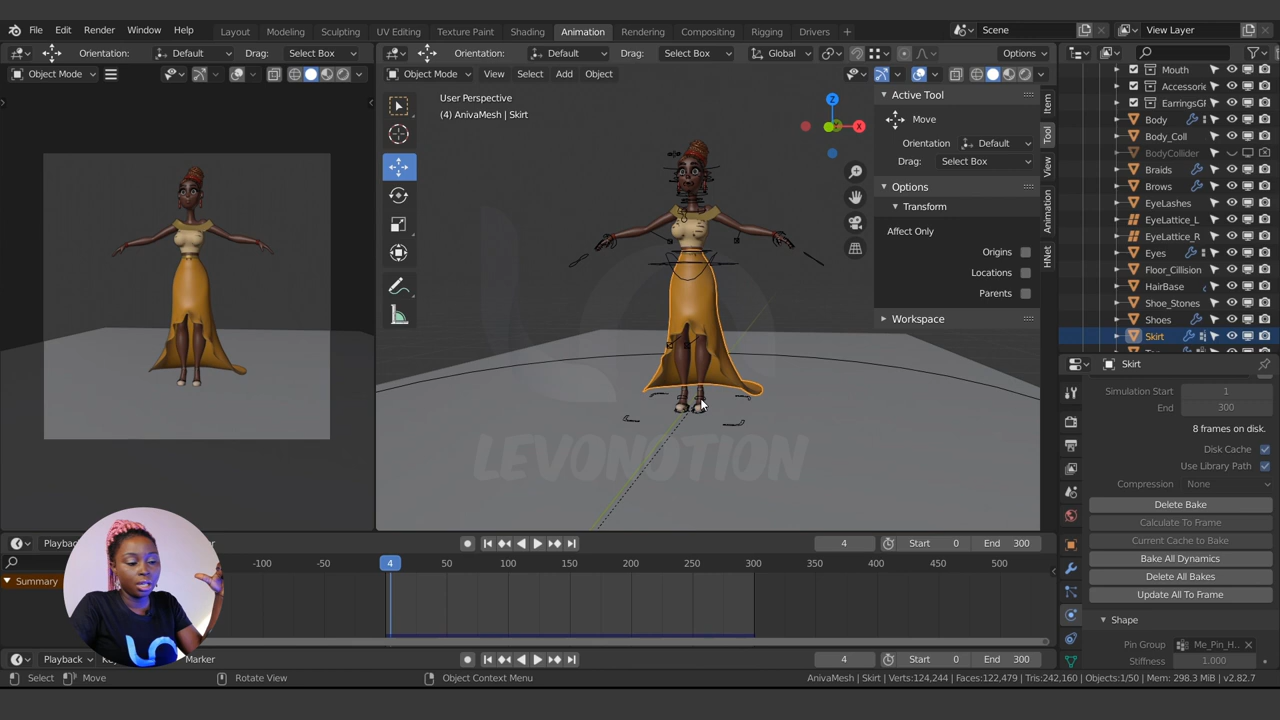 File Edit Render Window Help Layout Modeling Sculpting UV Editing Texture Paint Shading Animation Rendering Compositing Rigging Drivers + Scene View Layer
Orientation: Default Drag: Select Box Orientation: Default Drag: Select Box Global Options
Object Mode Object Mode View Select Add Object
User Perspective
(4) AnivaMesh | Skirt
Z
X
Active Tool
Move
Orientation Default
Drag: Select Box
Options
Transform
Affect Only
Origins
Locations
Parents
Workspace
Item
Tool
View
Animation
HNet
Mouth
Accessorie
EarringsGF
Body
Body_Coll
BodyCollider
Braids
Brows
EyeLashes
EyeLattice_L
EyeLattice_R
Eyes
Floor_Collision
HairBase
Shoe_Stones
Shoes
Skirt
Skirt
Simulation Start 1
End 300
8 frames on disk.
Disk Cache
Use Library Path
Compression None
Delete Bake
Calculate To Frame
Current Cache to Bake
Bake All Dynamics
Delete All Bakes
Update All To Frame
Shape
Pin Group Me_Pin_H..
Stiffness 1.000
LEVONOTION
Playback 4 Start 0 End 300
-100 -50 4 50 100 150 200 250 300 350 400 450 500
Summary
Playback Marker 4 Start 0 End 300
Select Move Rotate View Object Context Menu AnivaMesh | Skirt | Verts:124,244 | Faces:122,479 | Tris:242,160 | Objects:1/50 | Mem: 298.3 MiB | v2.82.7